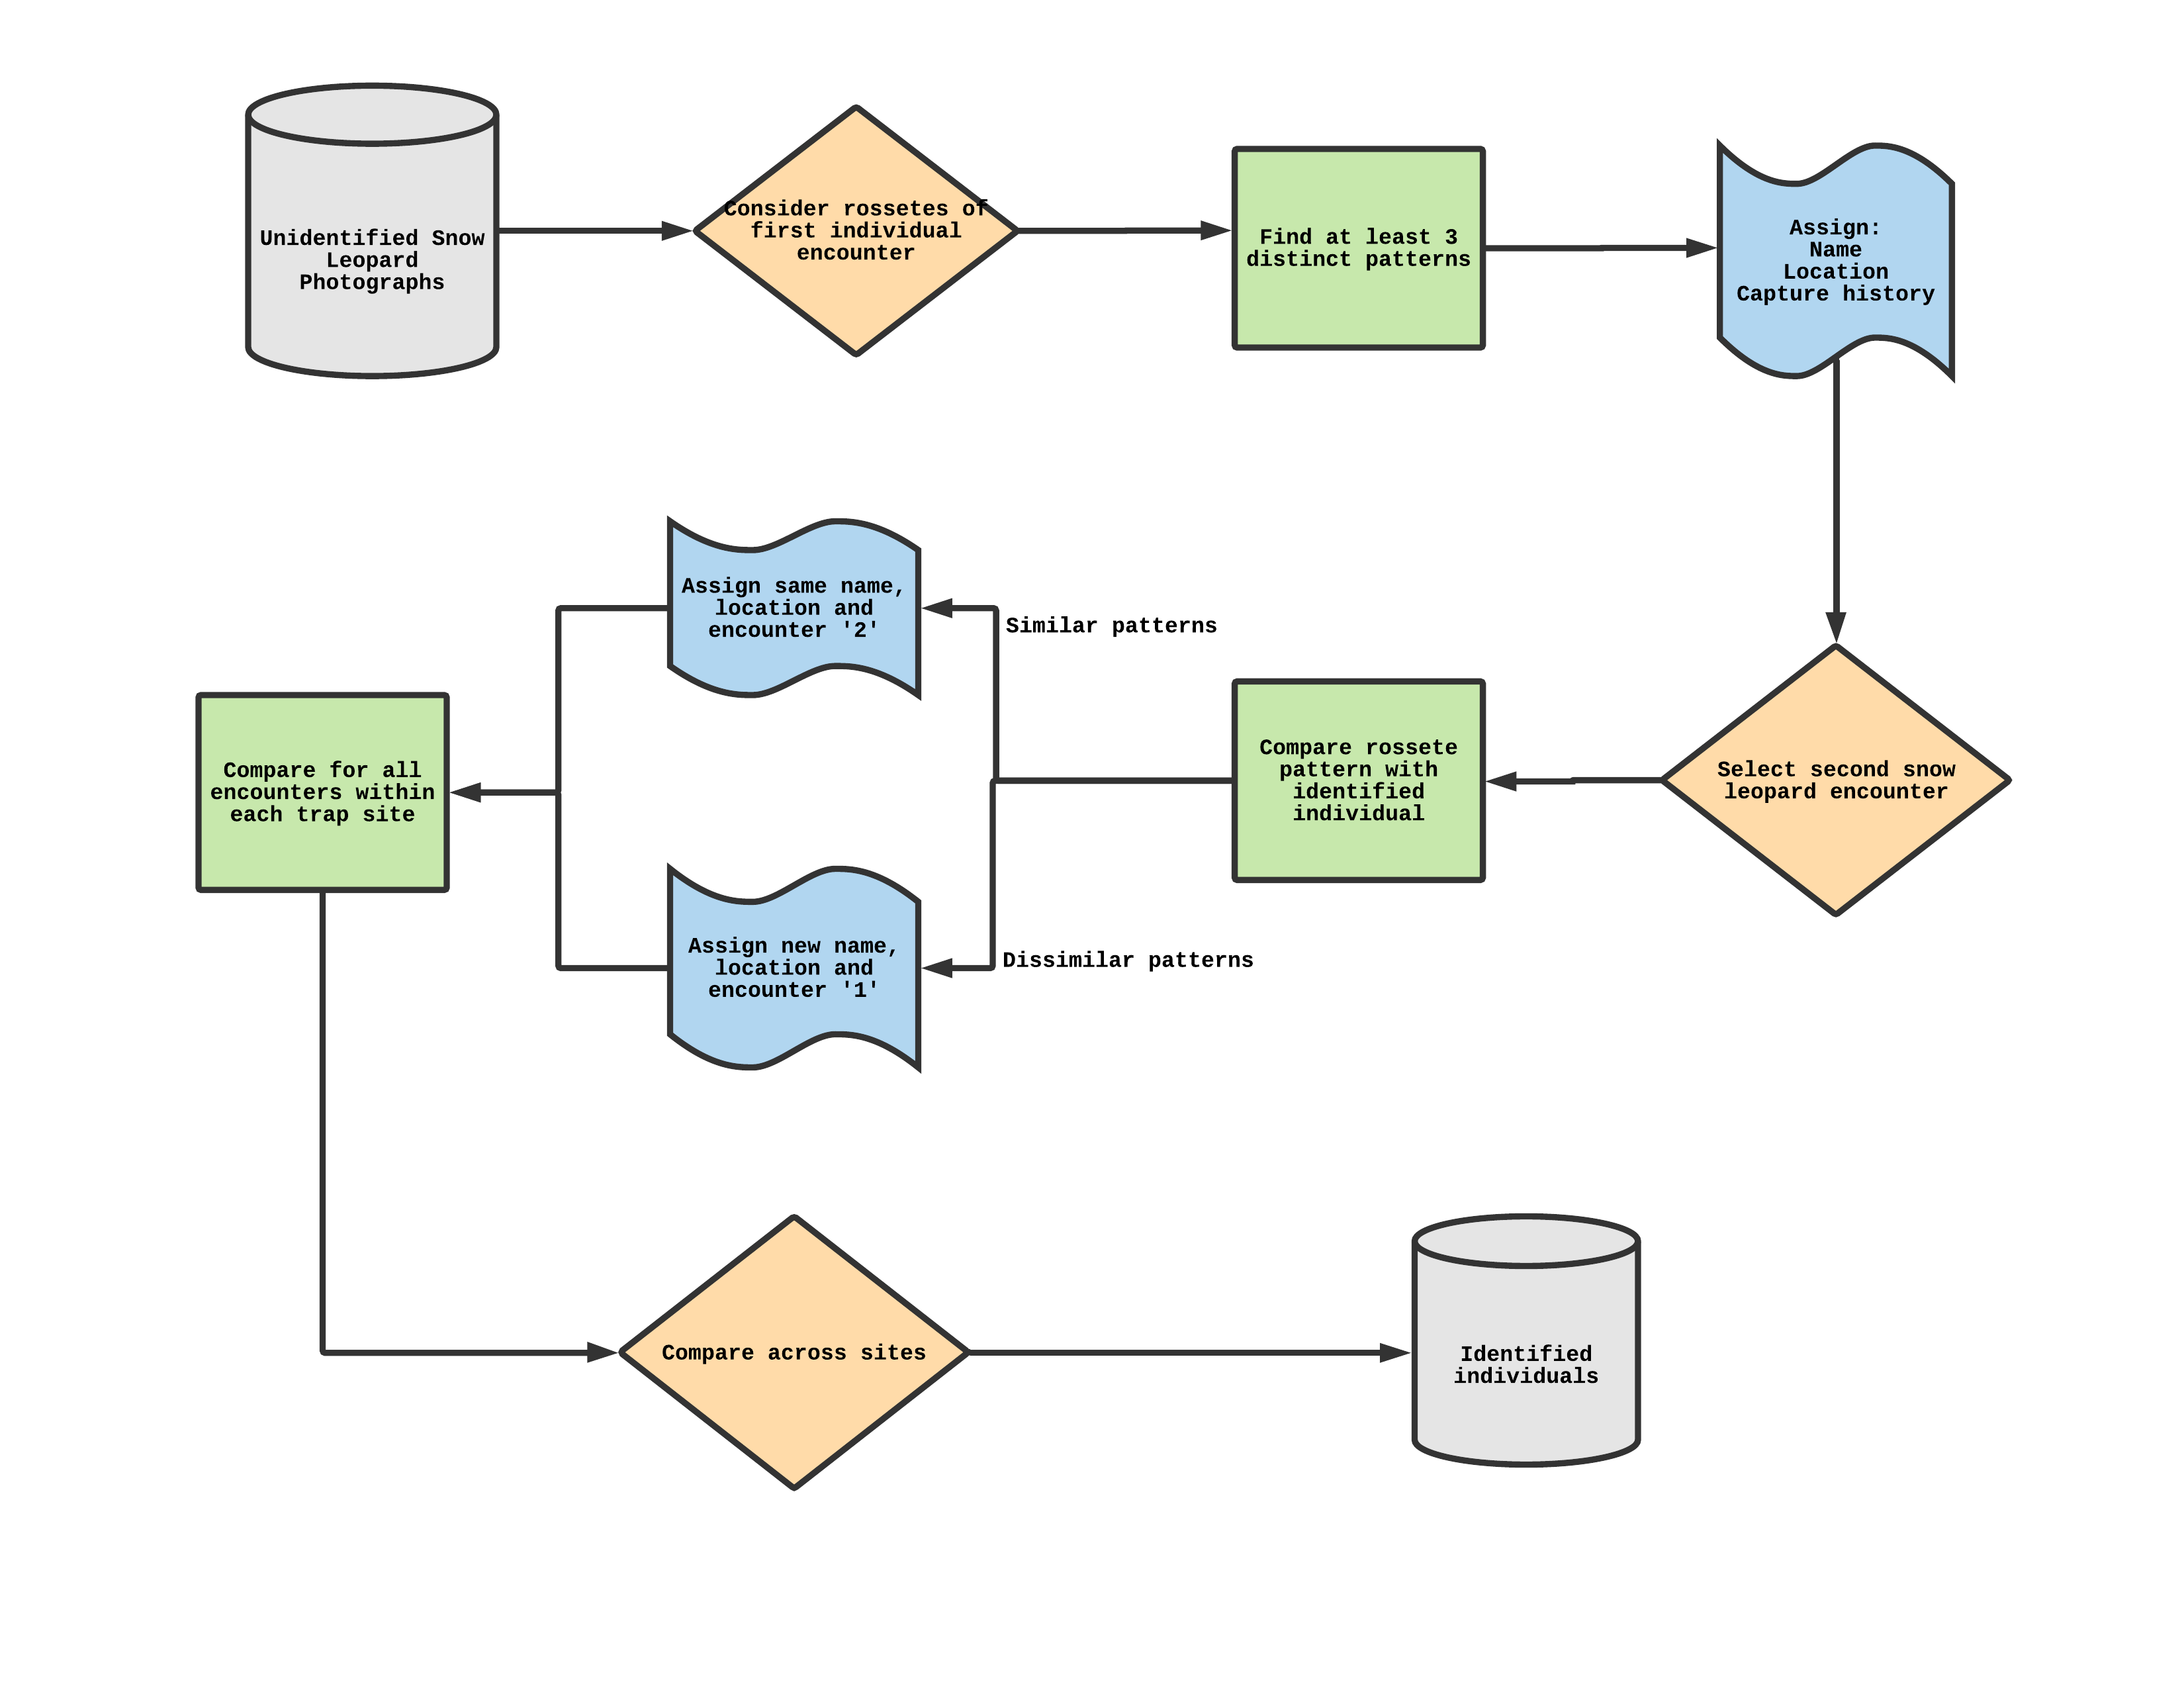 Unidentified Snow
Leopard
Photographs
Consider rossetes of
first individual
encounter
Find at least 3
distinct patterns
Assign:
Name
Location
Capture history
Select second snow
leopard encounter
Compare rossete
pattern with
identified
individual
Similar patterns
Assign same name,
location and
encounter '2'
Dissimilar patterns
Assign new name,
location and
encounter '1'
Compare for all
encounters within
each trap site
Compare across sites
Identified
individuals